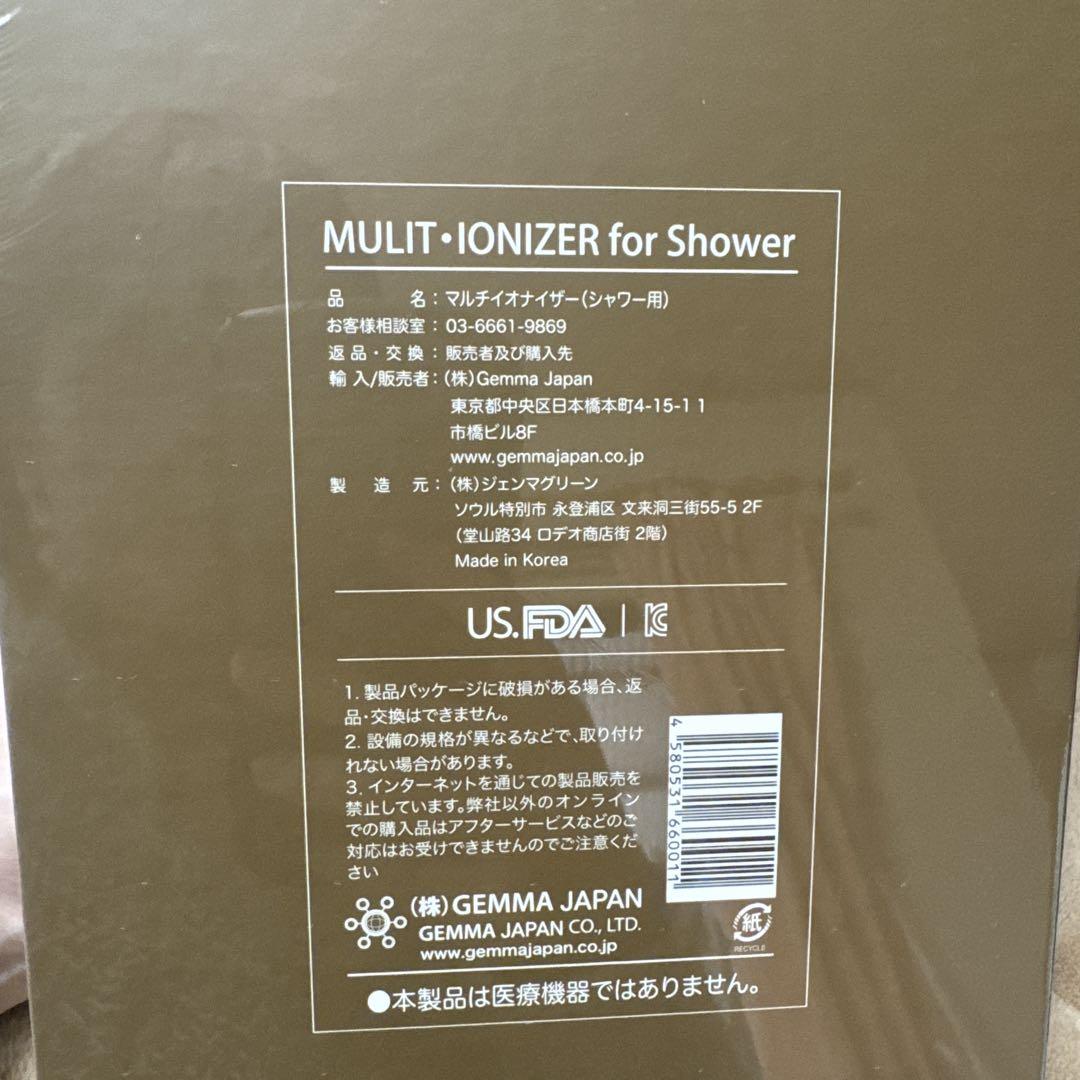 MULIT・IONIZER for Shower
品 名：マルチイオナイザー（シャワー用）
お客様相談室：03-6661-9869
返品・交換：販売者及び購入先
輸入/販売者：（株）Gemma Japan
東京都中央区日本橋本町4-15-1 1
市橋ビル8F
www.gemmajapan.co.jp
製 造 元：（株）ジェンマグリーン
ソウル特別市 永登浦区 文来洞三街55-5 2F
（堂山路34 ロデオ商店街 2階）
Made in Korea
US.FDA | KC
1. 製品パッケージに破損がある場合、返
品・交換はできません。
2. 設備の規格が異なるなどで、取り付け
れない場合があります。
3. インターネットを通じての製品販売を
禁止しています。弊社以外のオンライン
での購入品はアフターサービスなどのご
対応はお受けできませんのでご注意くだ
さい
4 580531 660011
（株）GEMMA JAPAN
GEMMA JAPAN CO., LTD.
www.gemmajapan.co.jp
紙
RECYCLE
●本製品は医療機器ではありません。